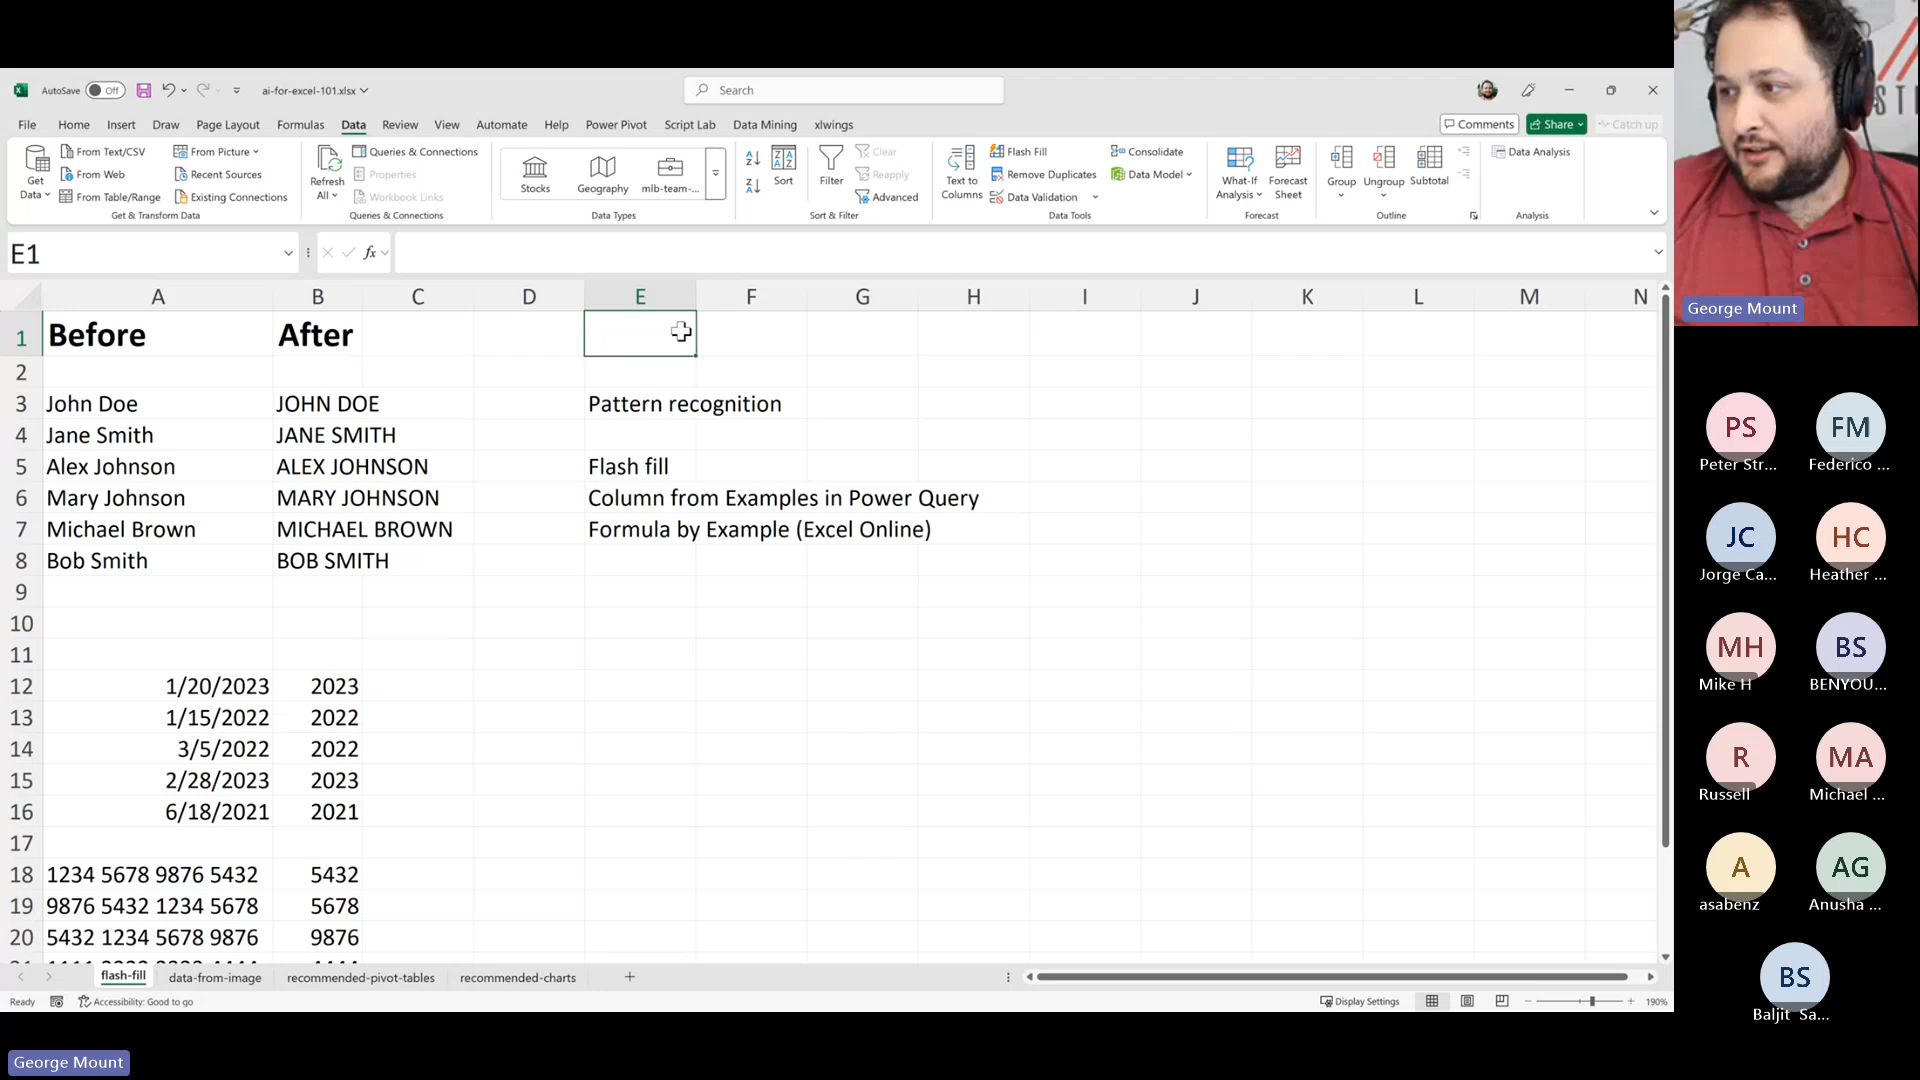 AutoSave Off ai-for-excel-101.xlsx Search
File Home Insert Draw Page Layout Formulas Data Review View Automate Help Power Pivot Script Lab Data Mining xlwings Comments Share Catch up
Get Data
From Text/CSV
From Web
From Table/Range
From Picture
Recent Sources
Existing Connections
Get & Transform Data
Refresh All
Queries & Connections
Properties
Workbook Links
Queries & Connections
Stocks Geography mlb-team-...
Data Types
Sort Filter
Clear
Reapply
Advanced
Sort & Filter
Text to Columns
Flash Fill
Remove Duplicates
Data Validation
Consolidate
Data Model
Data Tools
What-If Analysis
Forecast Sheet
Forecast
Group Ungroup Subtotal
Outline
Data Analysis
Analysis
E1 fx
A B C D E F G H I J K L M N
1 Before After
2
3 John Doe JOHN DOE Pattern recognition
4 Jane Smith JANE SMITH
5 Alex Johnson ALEX JOHNSON Flash fill
6 Mary Johnson MARY JOHNSON Column from Examples in Power Query
7 Michael Brown MICHAEL BROWN Formula by Example (Excel Online)
8 Bob Smith BOB SMITH
9
10
11
12 1/20/2023 2023
13 1/15/2022 2022
14 3/5/2022 2022
15 2/28/2023 2023
16 6/18/2021 2021
17
18 1234 5678 9876 5432 5432
19 9876 5432 1234 5678 5678
20 5432 1234 5678 9876 9876
flash-fill data-from-image recommended-pivot-tables recommended-charts
Ready Accessibility: Good to go Display Settings 190%
George Mount
George Mount
PS FM
Peter Str... Federico ...
JC HC
Jorge Ca... Heather ...
MH BS
Mike H BENYOU...
R MA
Russell Michael ...
A AG
asabenz Anusha ...
BS
Baljit Sa...